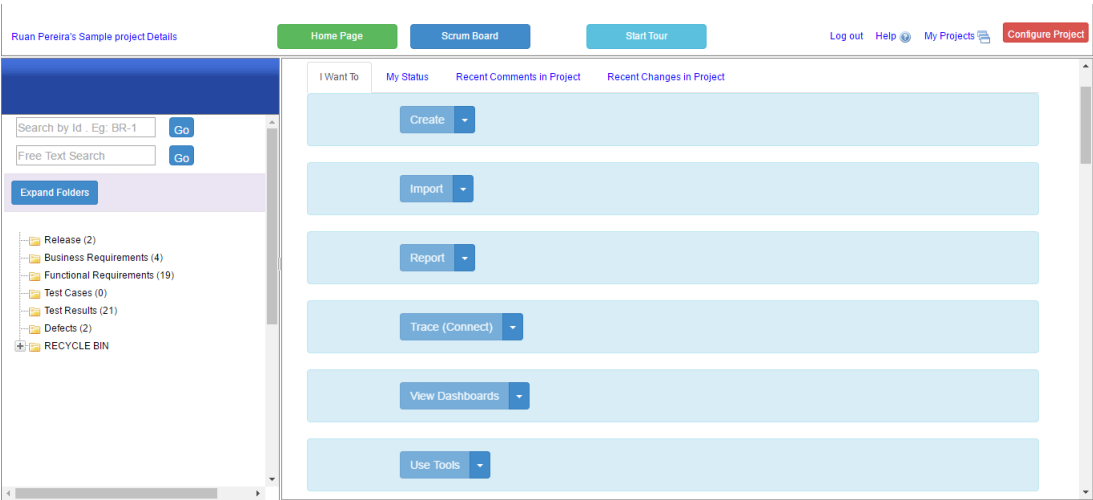 Ruan Pereira's Sample project Details
Home Page
Scrum Board
Start Tour
Log out
Help
My Projects
Configure Project
Search by Id . Eg: BR-1
Go
Free Text Search
Go
Expand Folders
Release (2)
Business Requirements (4)
Functional Requirements (19)
Test Cases (0)
Test Results (21)
Defects (2)
RECYCLE BIN
I Want To
My Status
Recent Comments in Project
Recent Changes in Project
Create
Import
Report
Trace (Connect)
View Dashboards
Use Tools